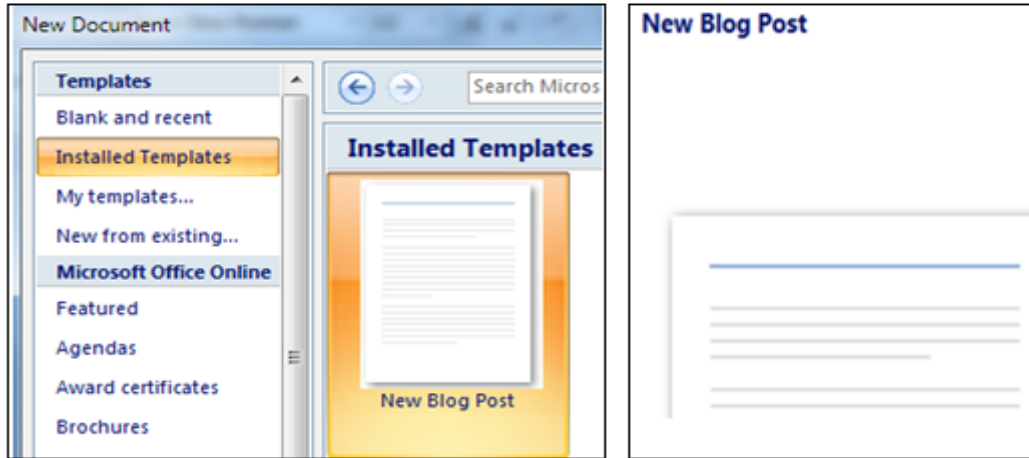 New Document
Templates
Blank and recent
Installed Templates
My templates...
New from existing...
Microsoft Office Online
Featured
Agendas
Award certificates
Brochures
Search Micros
Installed Templates
New Blog Post
New Blog Post